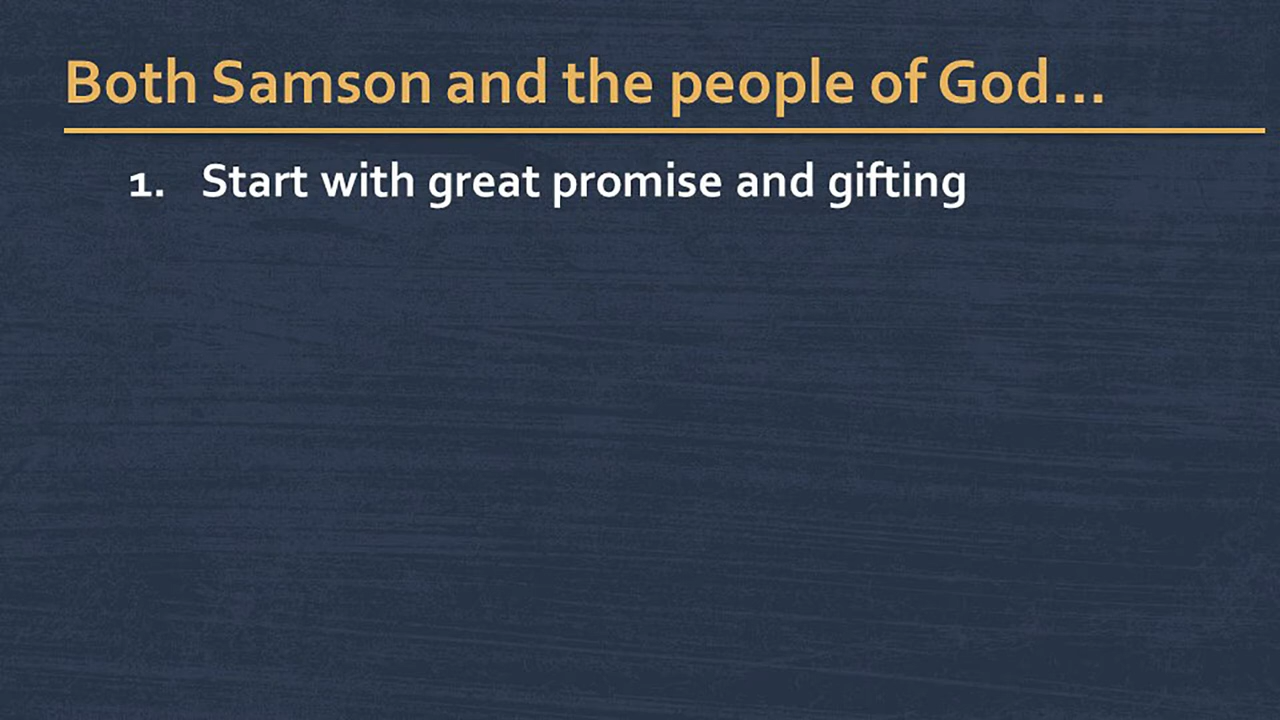 Both Samson and the people of God...
1. Start with great promise and gifting